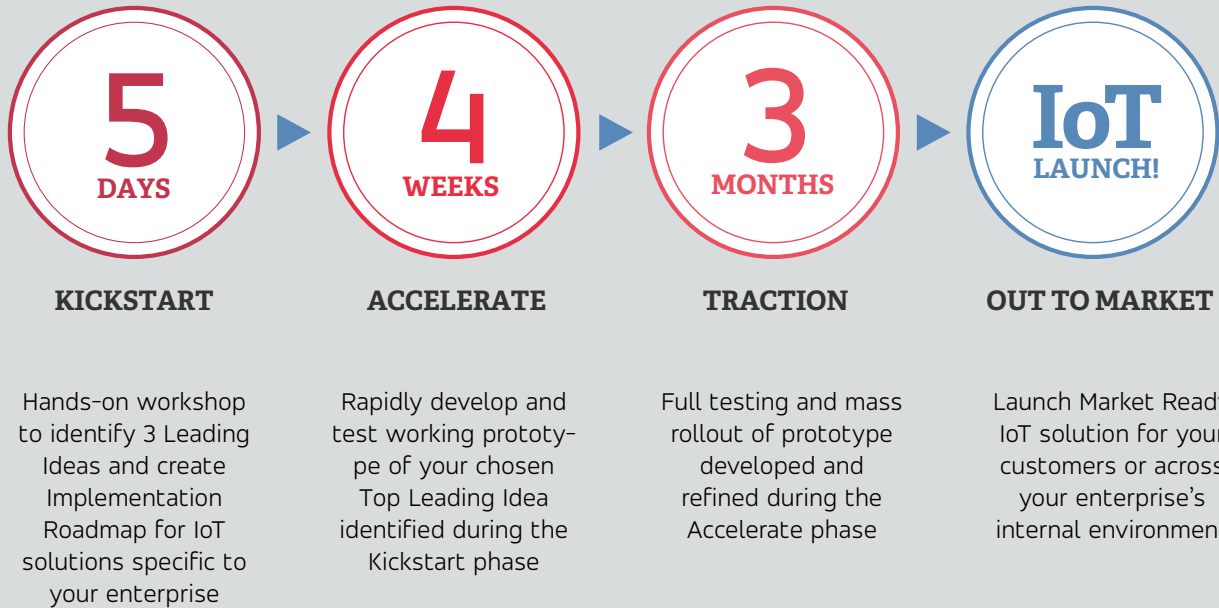 5
DAYS
4
WEEKS
3
MONTHS
IoT
LAUNCH!
KICKSTART
ACCELERATE
TRACTION
OUT TO MARKET
Hands-on workshop
to identify 3 Leading
Ideas and create
Implementation
Roadmap for IoT
solutions specific to
your enterprise
Rapidly develop and
test working prototy-
pe of your chosen
Top Leading Idea
identified during the
Kickstart phase
Full testing and mass
rollout of prototype
developed and
refined during the
Accelerate phase
Launch Market Ready
IoT solution for your
customers or across
your enterprise's
internal environmen